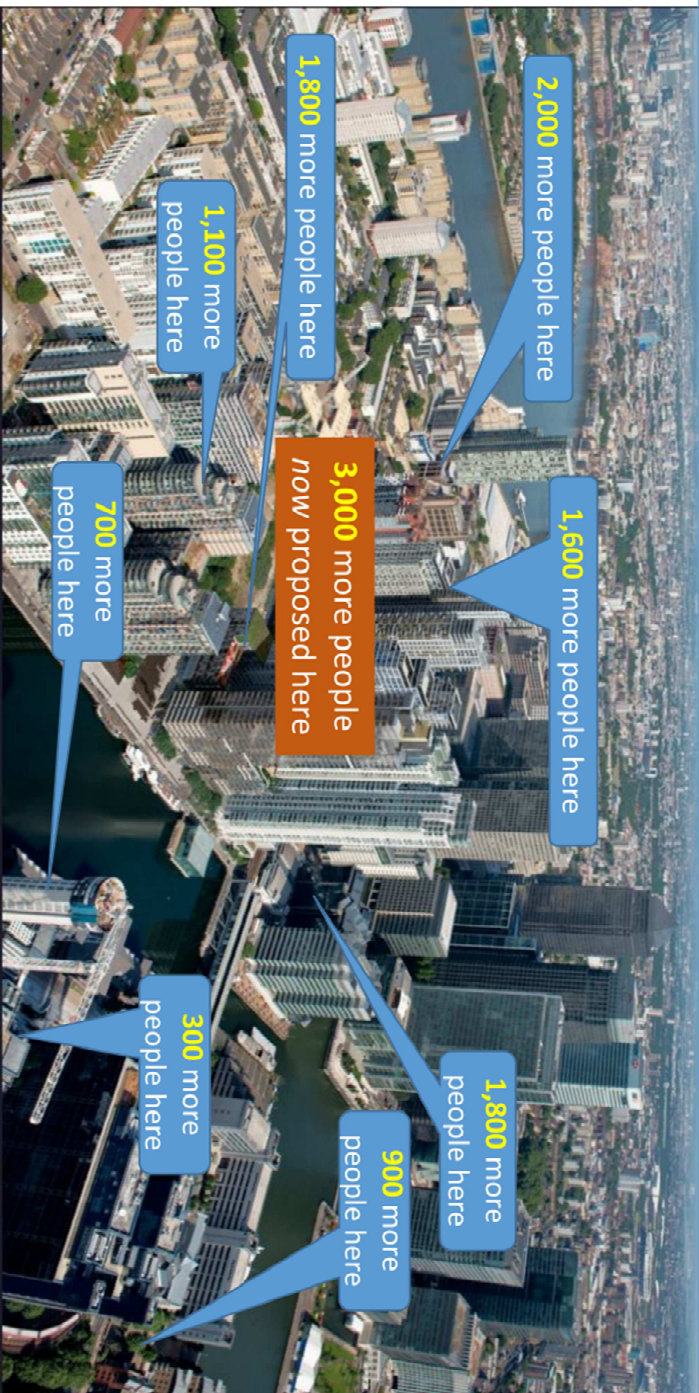 2,000 more people here
1,600 more people here
1,800 more people here
3,000 more people
now proposed here
1,800 more
people here
1,100 more
people here
900 more
people here
700 more
people here
300 more
people here